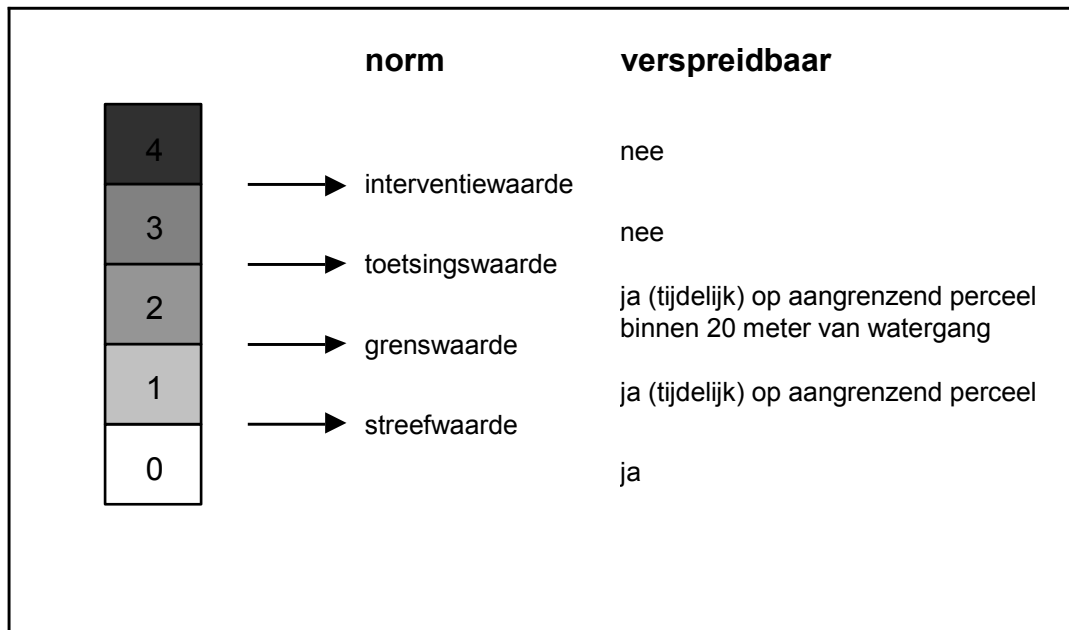 norm verspreidbaar
4 nee
interventiewaarde
3 nee
toetsingswaarde
2 ja (tijdelijk) op aangrenzend perceel
binnen 20 meter van watergang
grenswaarde
1 ja (tijdelijk) op aangrenzend perceel
streefwaarde
0 ja